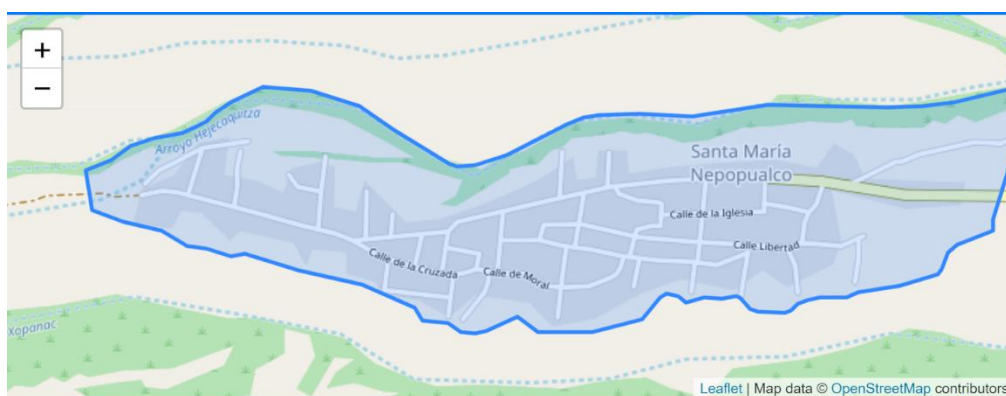 +
−
Arroyo Hejecaquitza
Santa María
Nepopualco
Calle de la Iglesia
Calle Libertad
Calle de la Cruzada
Calle de Moral
Xopanac
Leaflet | Map data © OpenStreetMap contributors